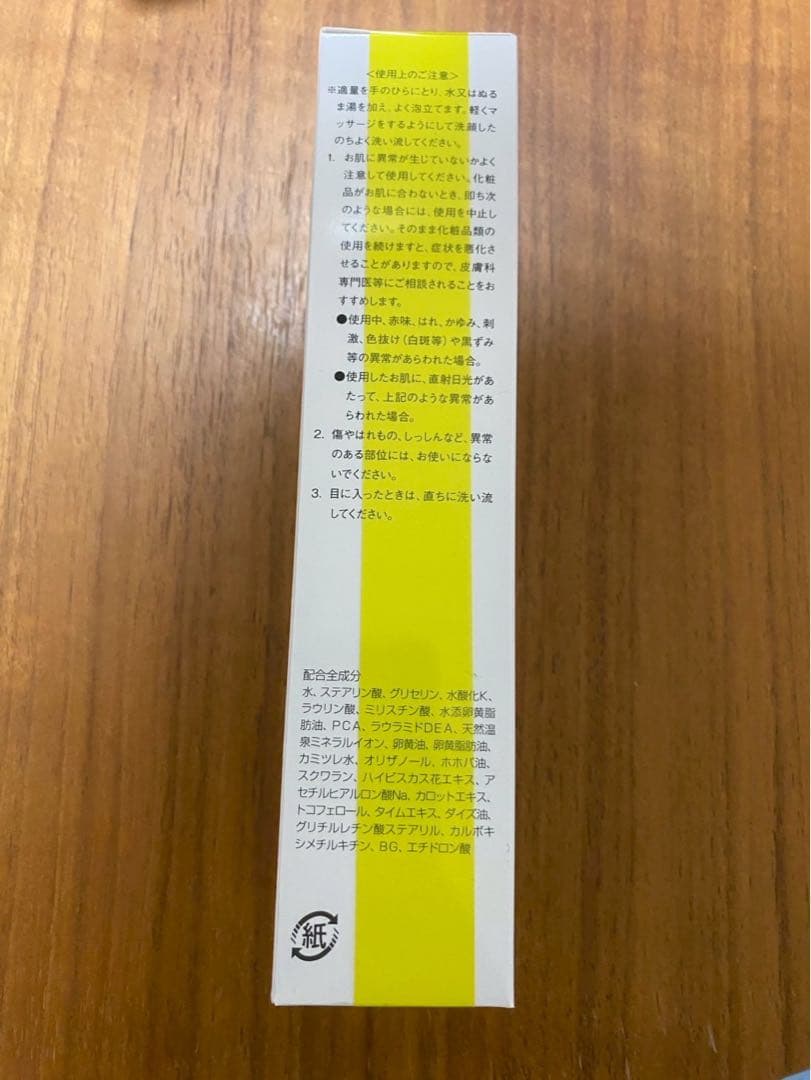 <使用上のご注意>
※適量を手のひらにとり、水又はぬる
ま湯を加え、よく泡立てます。軽くマ
ッサージをするようにして洗顔した
のちよく洗い流してください。
1. お肌に異常が生じていないかよく
注意して使用してください。化粧
品がお肌に合わないとき、即ち次
のような場合には、使用を中止し
てください。そのまま化粧品類の
使用を続けますと、症状を悪化さ
せることがありますので、皮膚科
専門医等にご相談されることをお
すすめします。
●使用中、赤味、はれ、かゆみ、刺
激、色抜け(白斑等)や黒ずみ
等の異常があらわれた場合。
●使用したお肌に、直射日光があ
たって、上記のような異常があ
らわれた場合。
2. 傷やはれもの、しっしんなど、異常
のある部位には、お使いにならな
いでください。
3. 目に入ったときは、直ちに洗い流
してください。
配合全成分
水、ステアリン酸、グリセリン、水酸化K、
ラウリン酸、ミリスチン酸、水添卵黄脂
肪油、PCA、ラウラミドDEA、天然温
泉ミネラルイオン、卵黄油、卵黄脂肪油、
カミツレ水、オリザノール、ホホバ油、
スクワラン、ハイビスカス花エキス、ア
セチルヒアルロン酸Na、カロットエキス、
トコフェロール、タイムエキス、ダイズ油、
グリチルレチン酸ステアリル、カルボキ
シメチルキチン、BG、エチドロン酸
紙